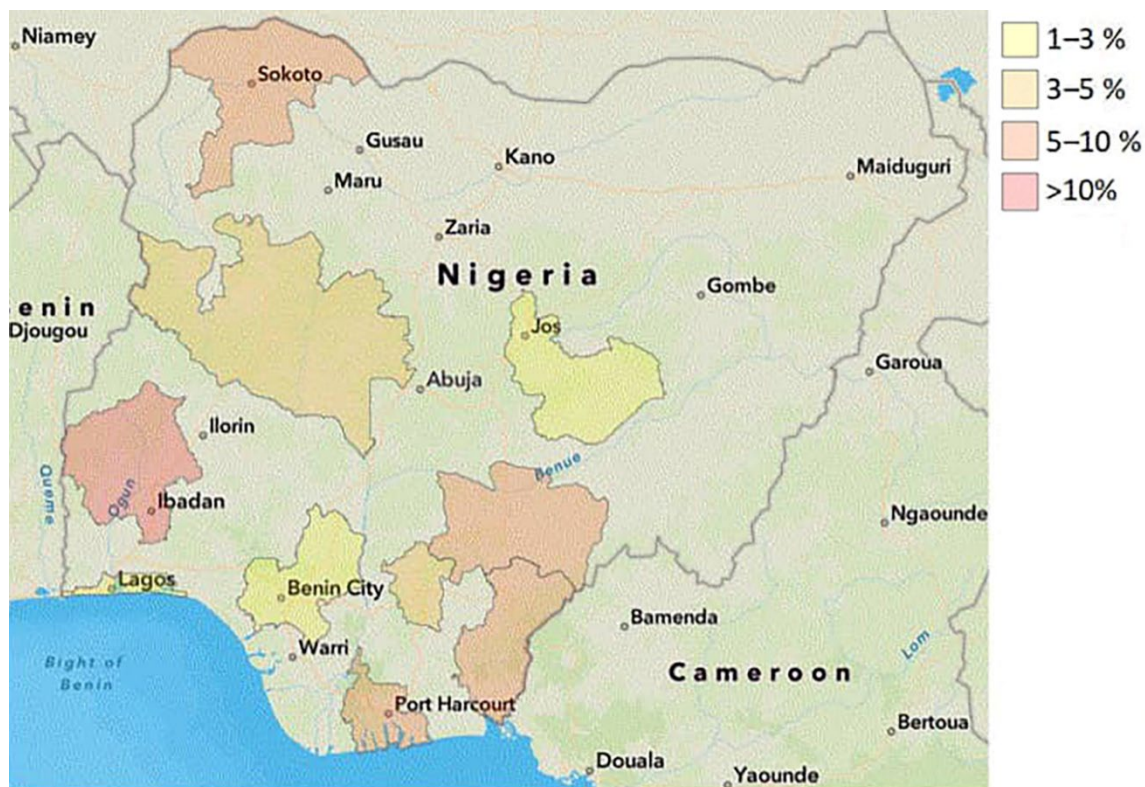 Niamey
1–3 %
Sokoto
3–5 %
Gusau
5–10 %
Kano
Maiduguri
Maru
>10%
Zaria
Nigeria
Gombe
enin
Jos
Djougou
Garoua
Abuja
Ilorin
Benue
Oueme
Ogun
Ibadan
Ngaounde
Lagos
Benin City
Bamenda
Warri
Lom
Bight of
Benin
Cameroon
Port Harcourt
Bertoua
Douala
Yaounde